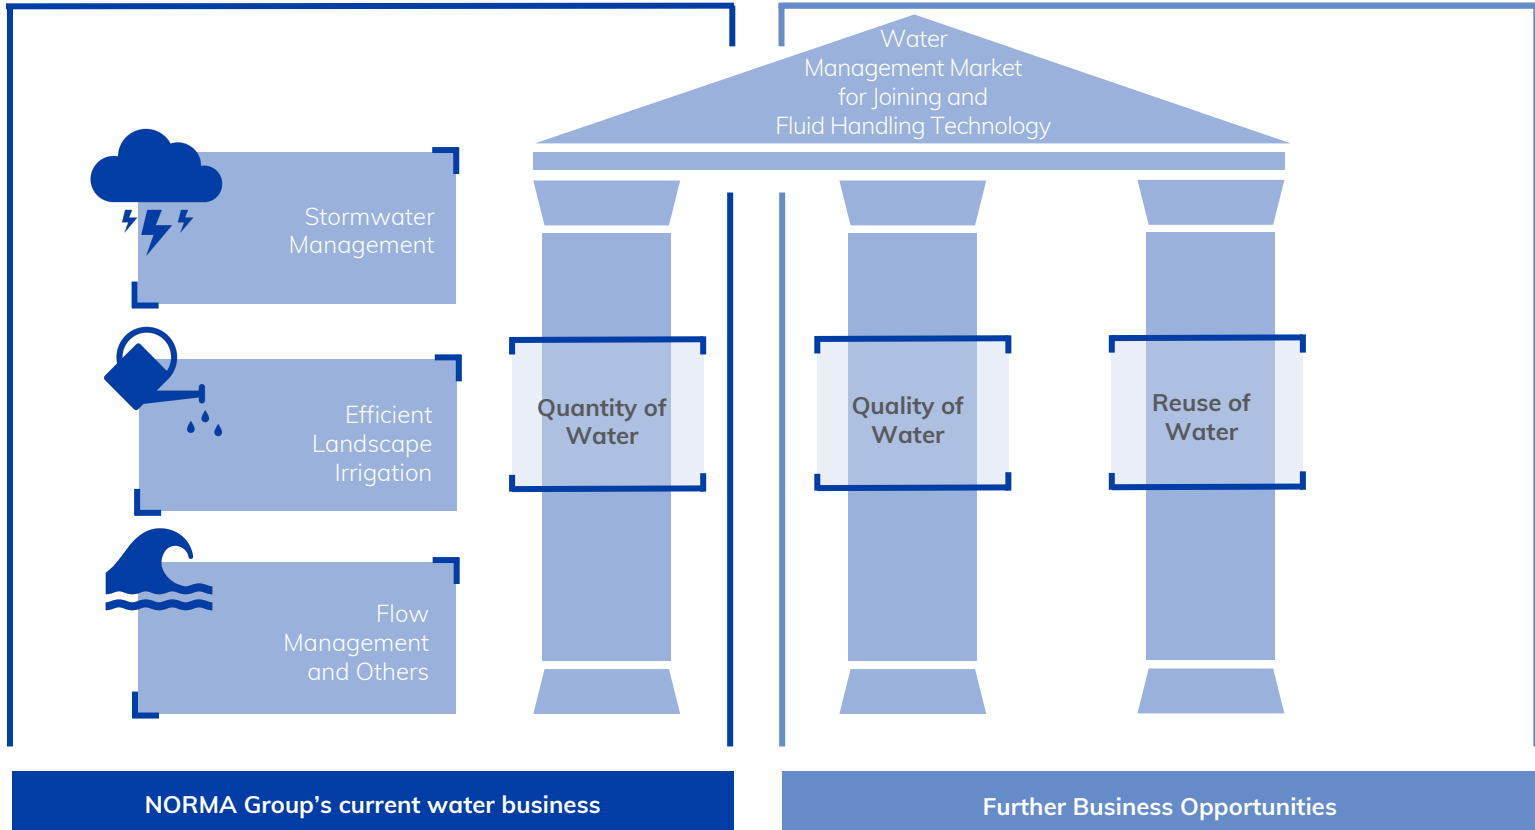 Water
Management Market
for Joining and
Fluid Handling Technology
Stormwater
Management
Efficient
Landscape
Irrigation
Flow
Management
and Others
Quantity of
Water
Quality of
Water
Reuse of
Water
NORMA Group’s current water business
Further Business Opportunities